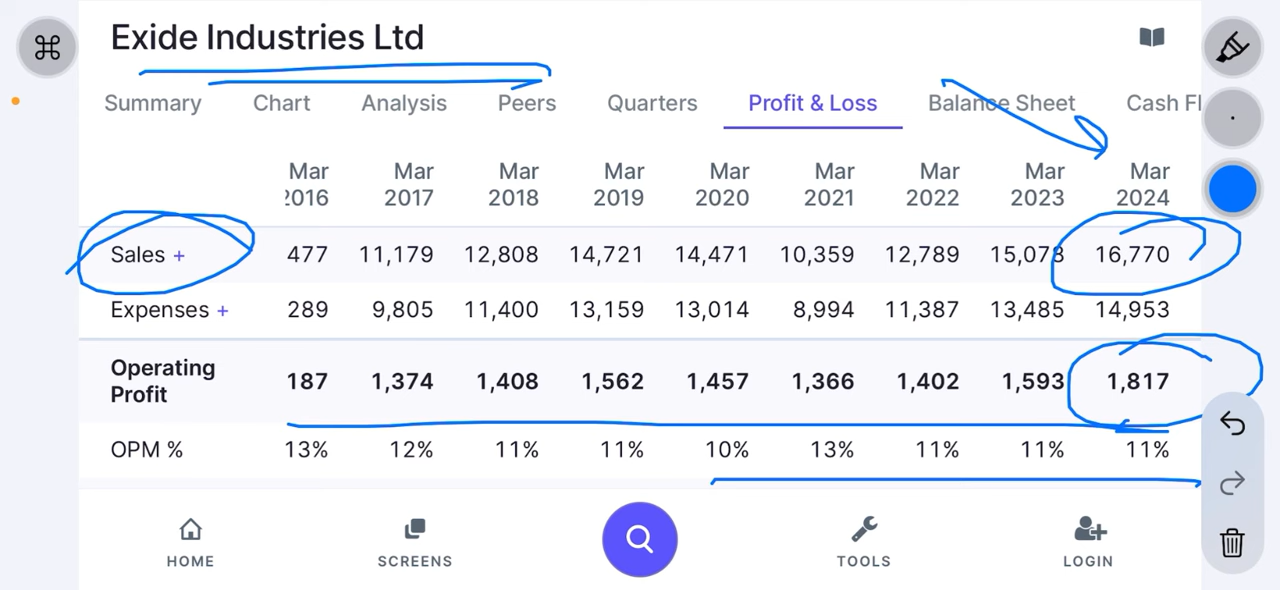 Exide Industries Ltd
Summary Chart Analysis Peers Quarters Profit & Loss Balance Sheet Cash Fl
Mar Mar Mar Mar Mar Mar Mar Mar Mar
2016 2017 2018 2019 2020 2021 2022 2023 2024
Sales + 477 11,179 12,808 14,721 14,471 10,359 12,789 15,078 16,770
Expenses + 289 9,805 11,400 13,159 13,014 8,994 11,387 13,485 14,953
Operating
Profit 187 1,374 1,408 1,562 1,457 1,366 1,402 1,593 1,817
OPM % 13% 12% 11% 11% 10% 13% 11% 11% 11%
HOME SCREENS TOOLS LOGIN